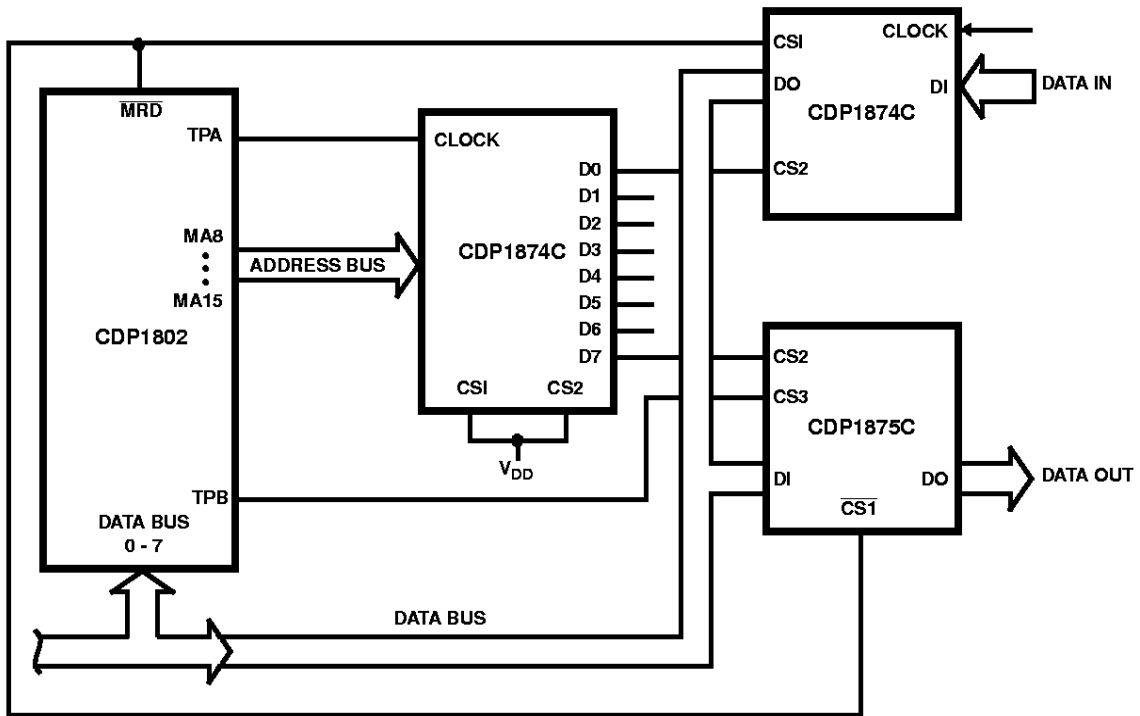 M̅R̅D̅
TPA
MA8
MA15
CDP1802
TPB
DATA BUS
0 - 7
ADDRESS BUS
CLOCK
D0
D1
D2
D3
D4
D5
D6
D7
CDP1874C
CSI
CS2
VDD
DATA BUS
CSI
CLOCK
DO
DI
CDP1874C
CS2
DATA IN
CS2
CS3
CDP1875C
DI
DO
C̅S̅1̅
DATA OUT